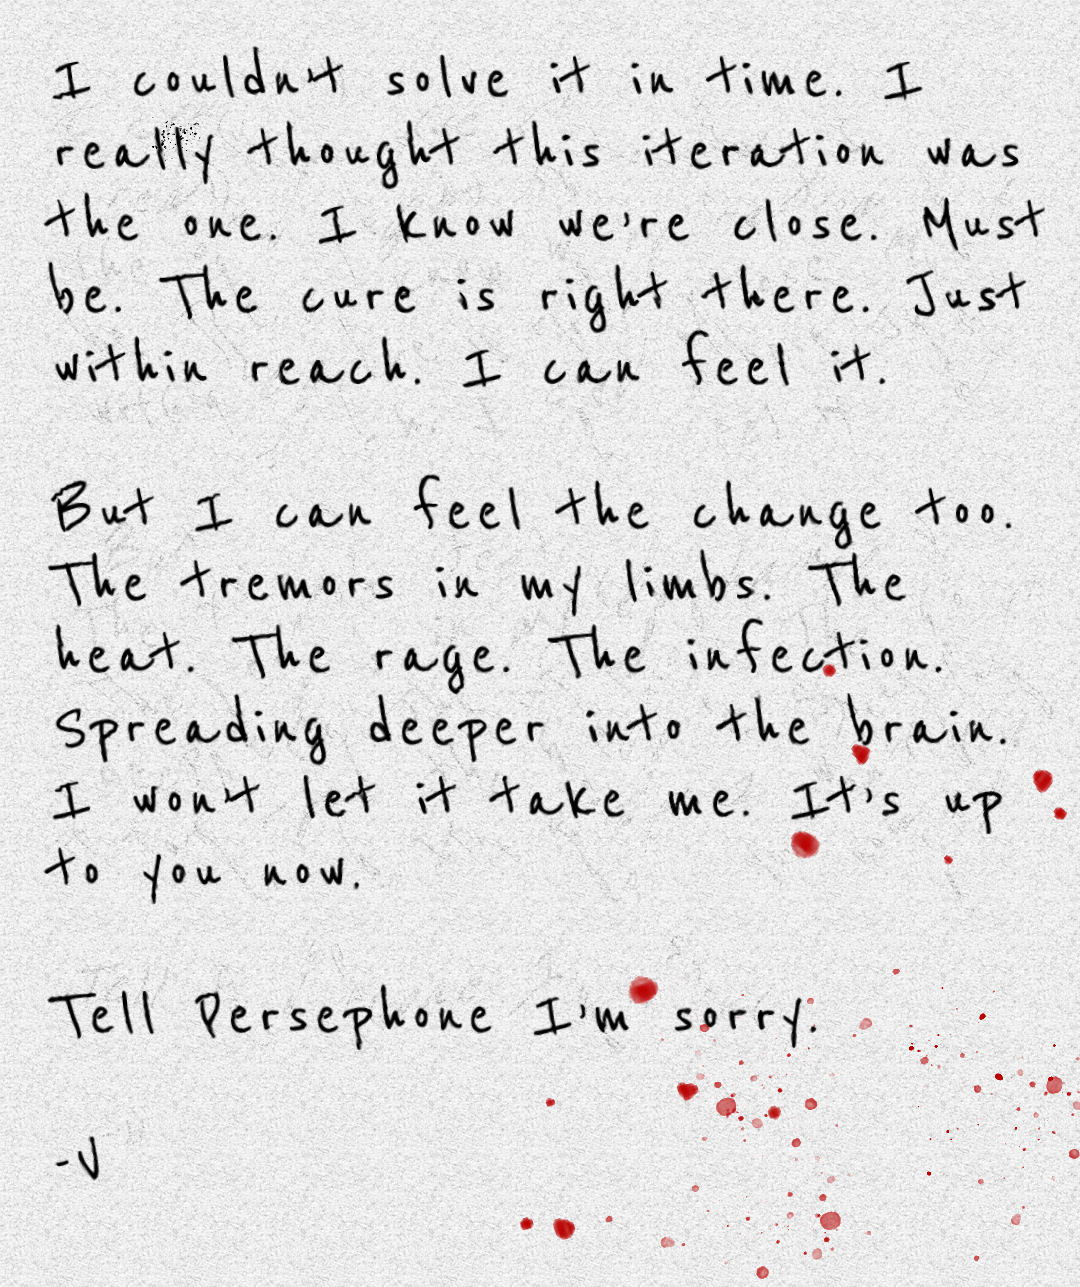 I couldn't solve it in time. I
really thought this iteration was
the one. I know we're close. Must
be. The cure is right there. Just
within reach. I can feel it.
But I can feel the change too.
The tremors in my limbs. The
heat. The rage. The infection.
Spreading deeper into the brain.
I won't let it take me. It's up
to you now.
Tell Persephone I'm sorry.
-V